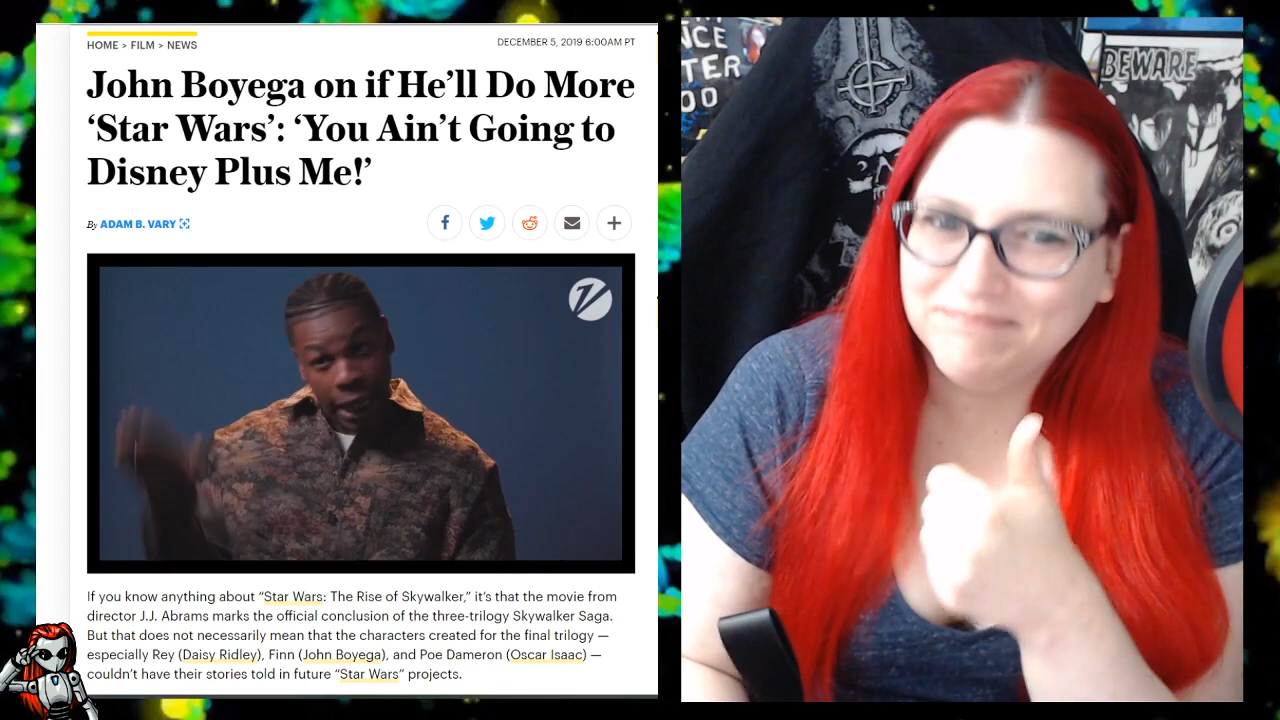 HOME > FILM > NEWS
DECEMBER 5, 2019 6:00AM PT
John Boyega on if He’ll Do More
‘Star Wars’: ‘You Ain’t Going to
Disney Plus Me!’
By ADAM B. VARY
If you know anything about “Star Wars: The Rise of Skywalker,” it’s that the movie from
director J.J. Abrams marks the official conclusion of the three-trilogy Skywalker Saga.
But that does not necessarily mean that the characters created for the final trilogy —
especially Rey (Daisy Ridley), Finn (John Boyega), and Poe Dameron (Oscar Isaac) —
couldn’t have their stories told in future “Star Wars” projects.
BEWARE